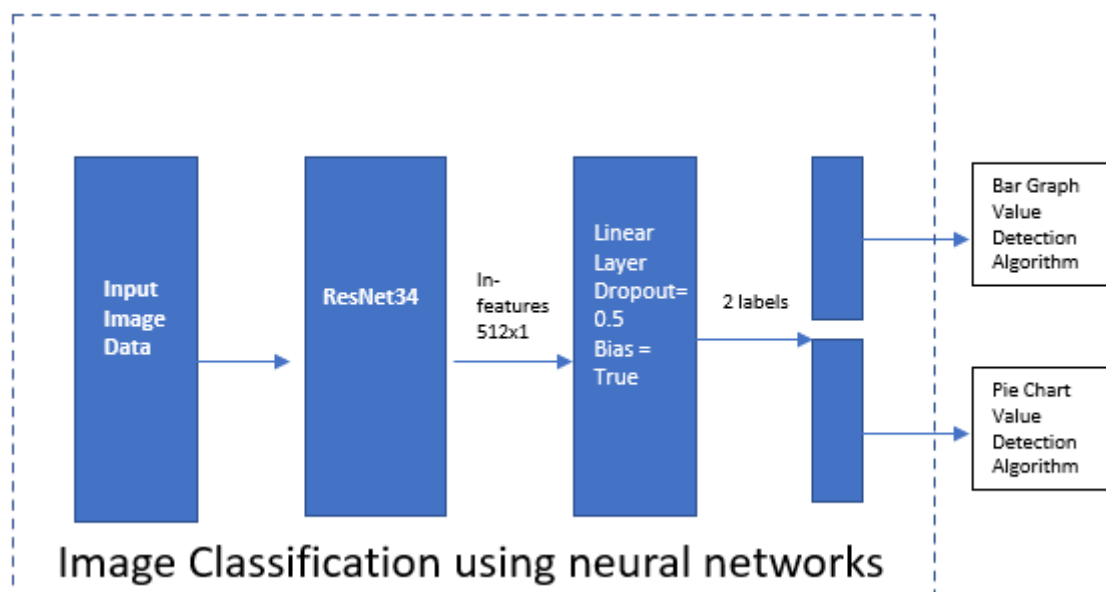 Input
Image
Data
ResNet34
In-
features
512x1
Linear
Layer
Dropout=
0.5
Bias =
True
2 labels
Bar Graph
Value
Detection
Algorithm
Pie Chart
Value
Detection
Algorithm
Image Classification using neural networks